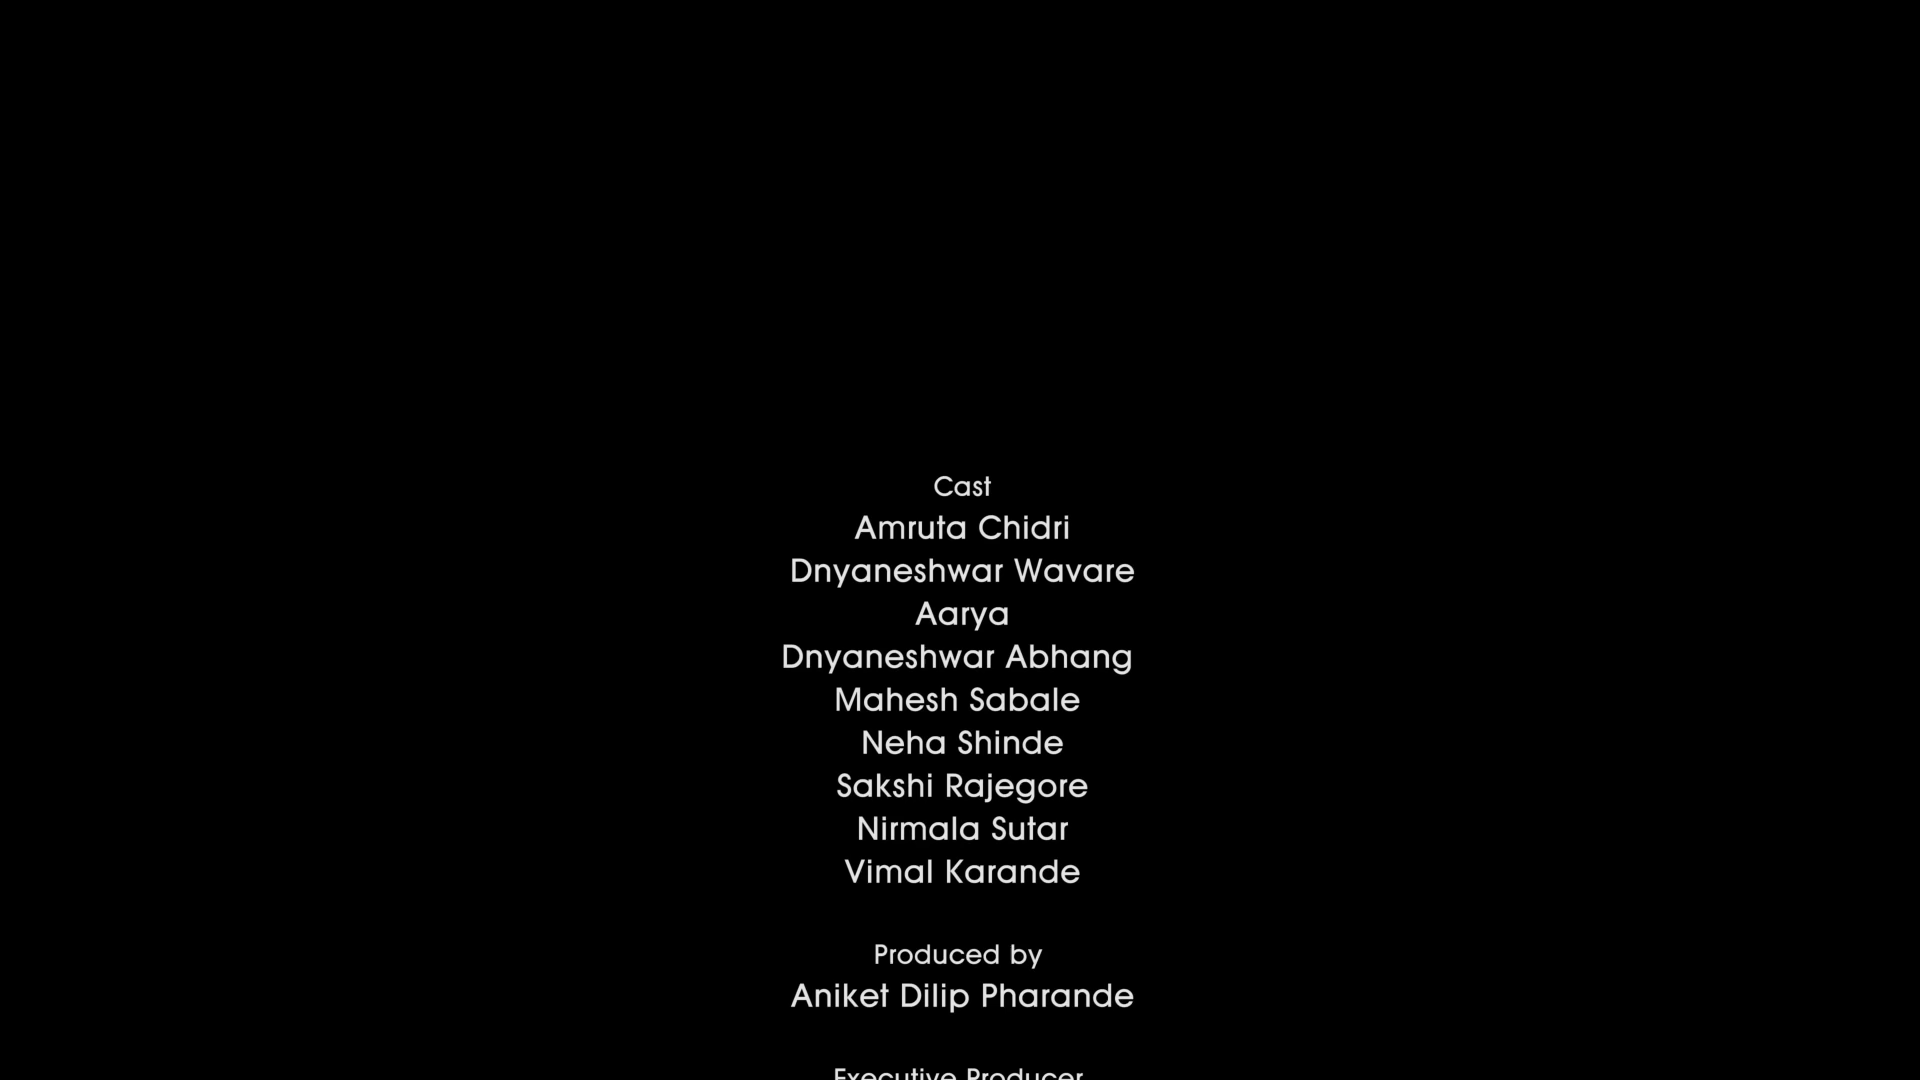 Cast
Amruta Chidri
Dnyaneshwar Wavare
Aarya
Dnyaneshwar Abhang
Mahesh Sabale
Neha Shinde
Sakshi Rajegore
Nirmala Sutar
Vimal Karande
Produced by
Aniket Dilip Pharande
Executive Producer